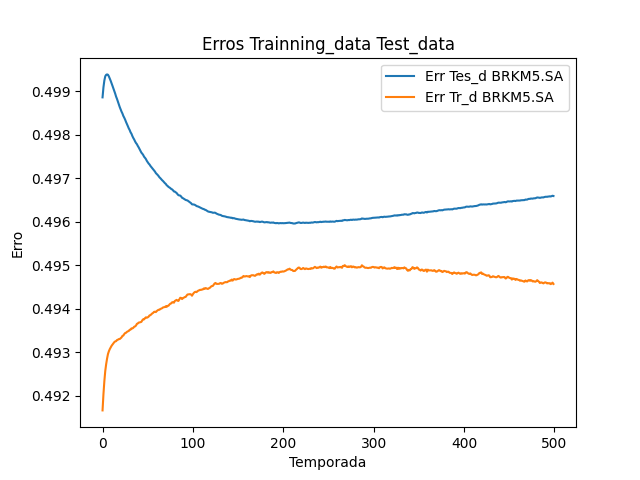 Erros Trainning_data Test_data
Err Tes_d BRKM5.SA
Err Tr_d BRKM5.SA
Erro
0.499
0.498
0.497
0.496
0.495
0.494
0.493
0.492
0 100 200 300 400 500
Temporada